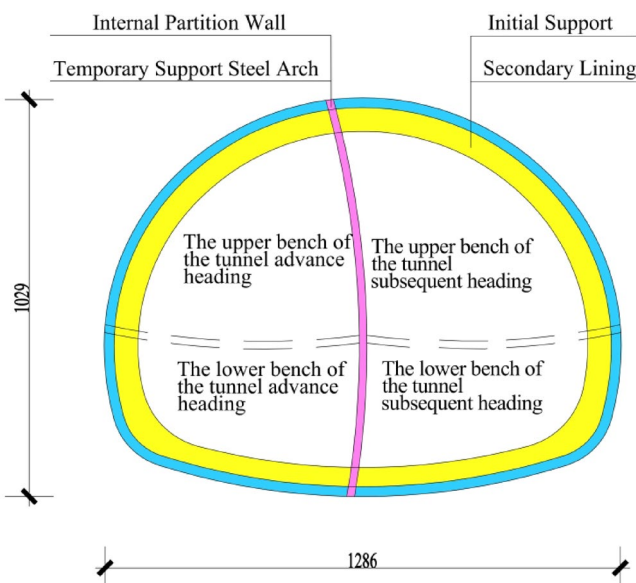 Internal Partition Wall
Initial Support
Temporary Support Steel Arch
Secondary Lining
The upper bench of
the tunnel advance
heading
The upper bench of
the tunnel
subsequent heading
1029
The lower bench of
the tunnel advance
heading
The lower bench of
the tunnel
subsequent heading
1286